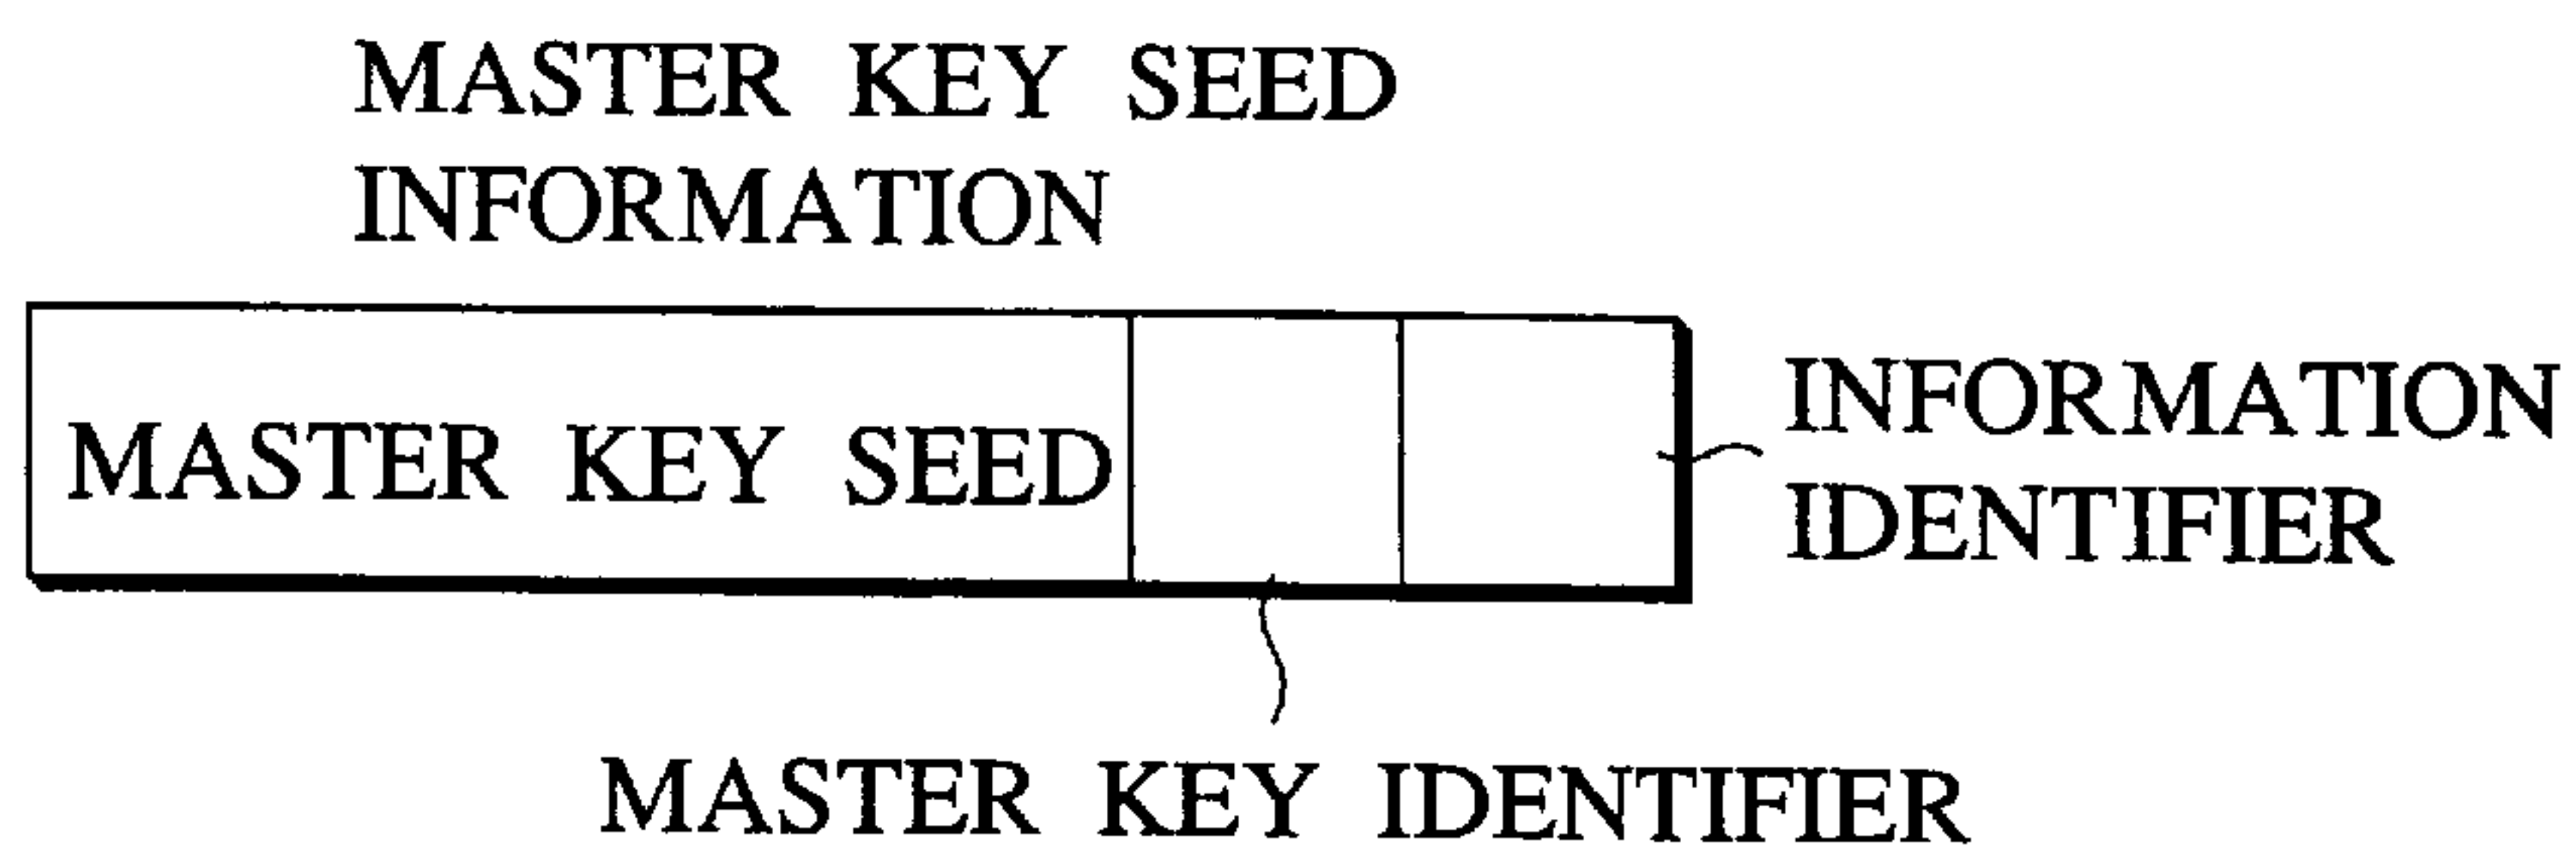 MASTER KEY SEED
INFORMATION
MASTER KEY SEED
INFORMATION
IDENTIFIER
MASTER KEY IDENTIFIER